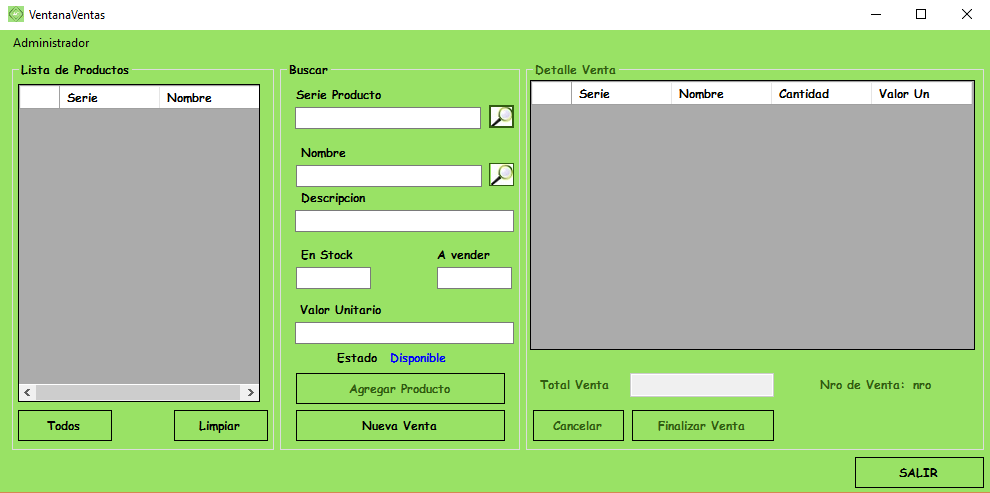 VentanaVentas
Administrador
Lista de Productos
Serie Nombre
Todos
Limpiar
Buscar
Serie Producto
Nombre
Descripcion
En Stock A vender
Valor Unitario
Estado Disponible
Agregar Producto
Nueva Venta
Detalle Venta
Serie Nombre Cantidad Valor Un
Total Venta
Nro de Venta: nro
Cancelar
Finalizar Venta
SALIR